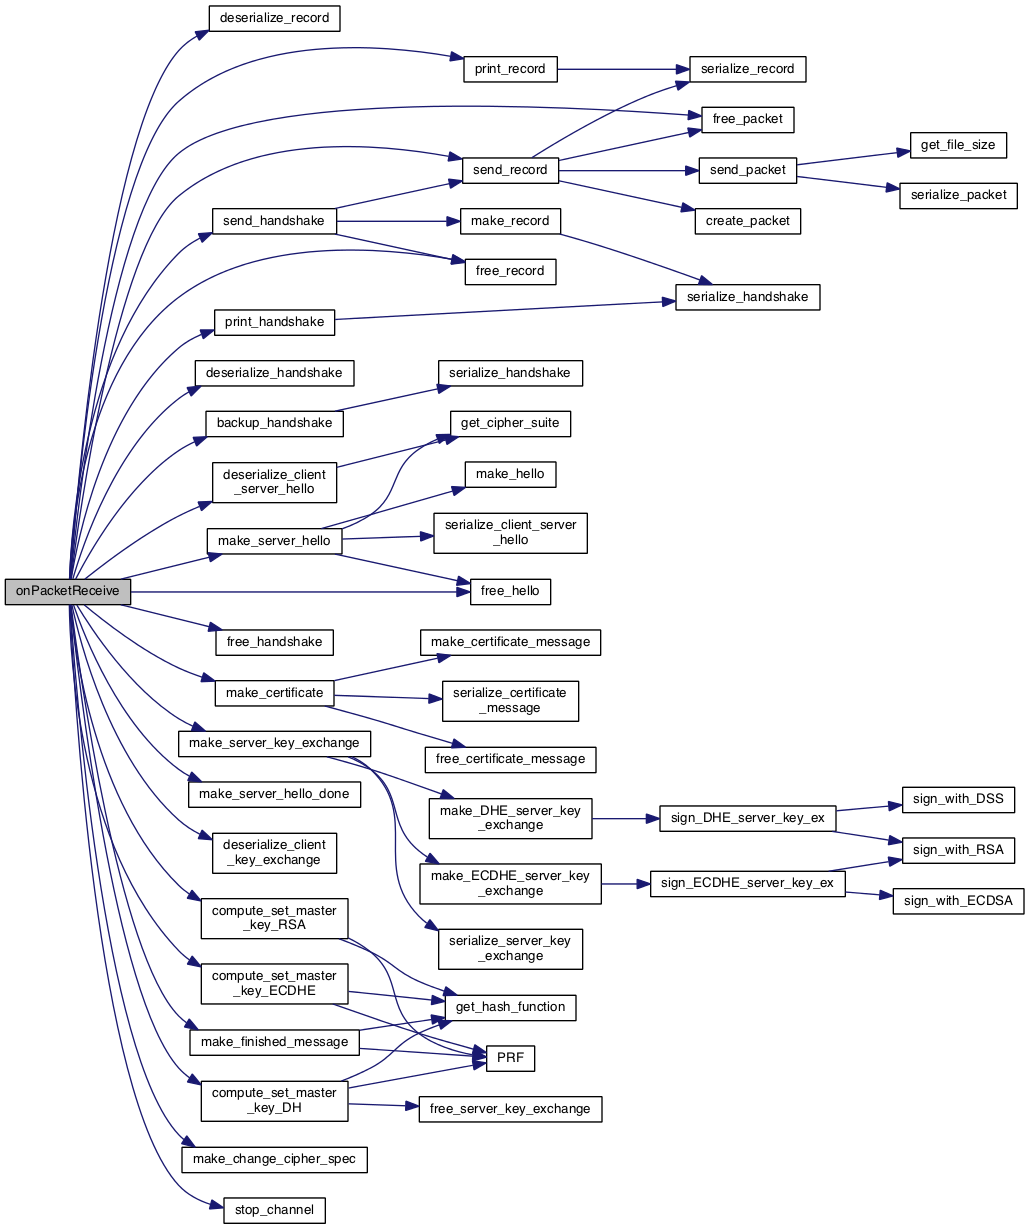 deserialize_record
print_record
serialize_record
free_packet
get_file_size
send_record
send_packet
serialize_packet
send_handshake
make_record
create_packet
free_record
serialize_handshake
print_handshake
deserialize_handshake
serialize_handshake
backup_handshake
get_cipher_suite
deserialize_client
_server_hello
make_hello
make_server_hello
serialize_client_server
_hello
onPacketReceive
free_hello
free_handshake
make_certificate_message
make_certificate
serialize_certificate
_message
make_server_key_exchange
free_certificate_message
make_server_hello_done
make_DHE_server_key
_exchange
sign_DHE_server_key_ex
sign_with_DSS
deserialize_client
_key_exchange
sign_with_RSA
make_ECDHE_server_key
_exchange
sign_ECDHE_server_key_ex
sign_with_ECDSA
compute_set_master
_key_RSA
serialize_server_key
_exchange
compute_set_master
_key_ECDHE
get_hash_function
make_finished_message
PRF
compute_set_master
_key_DH
free_server_key_exchange
make_change_cipher_spec
stop_channel